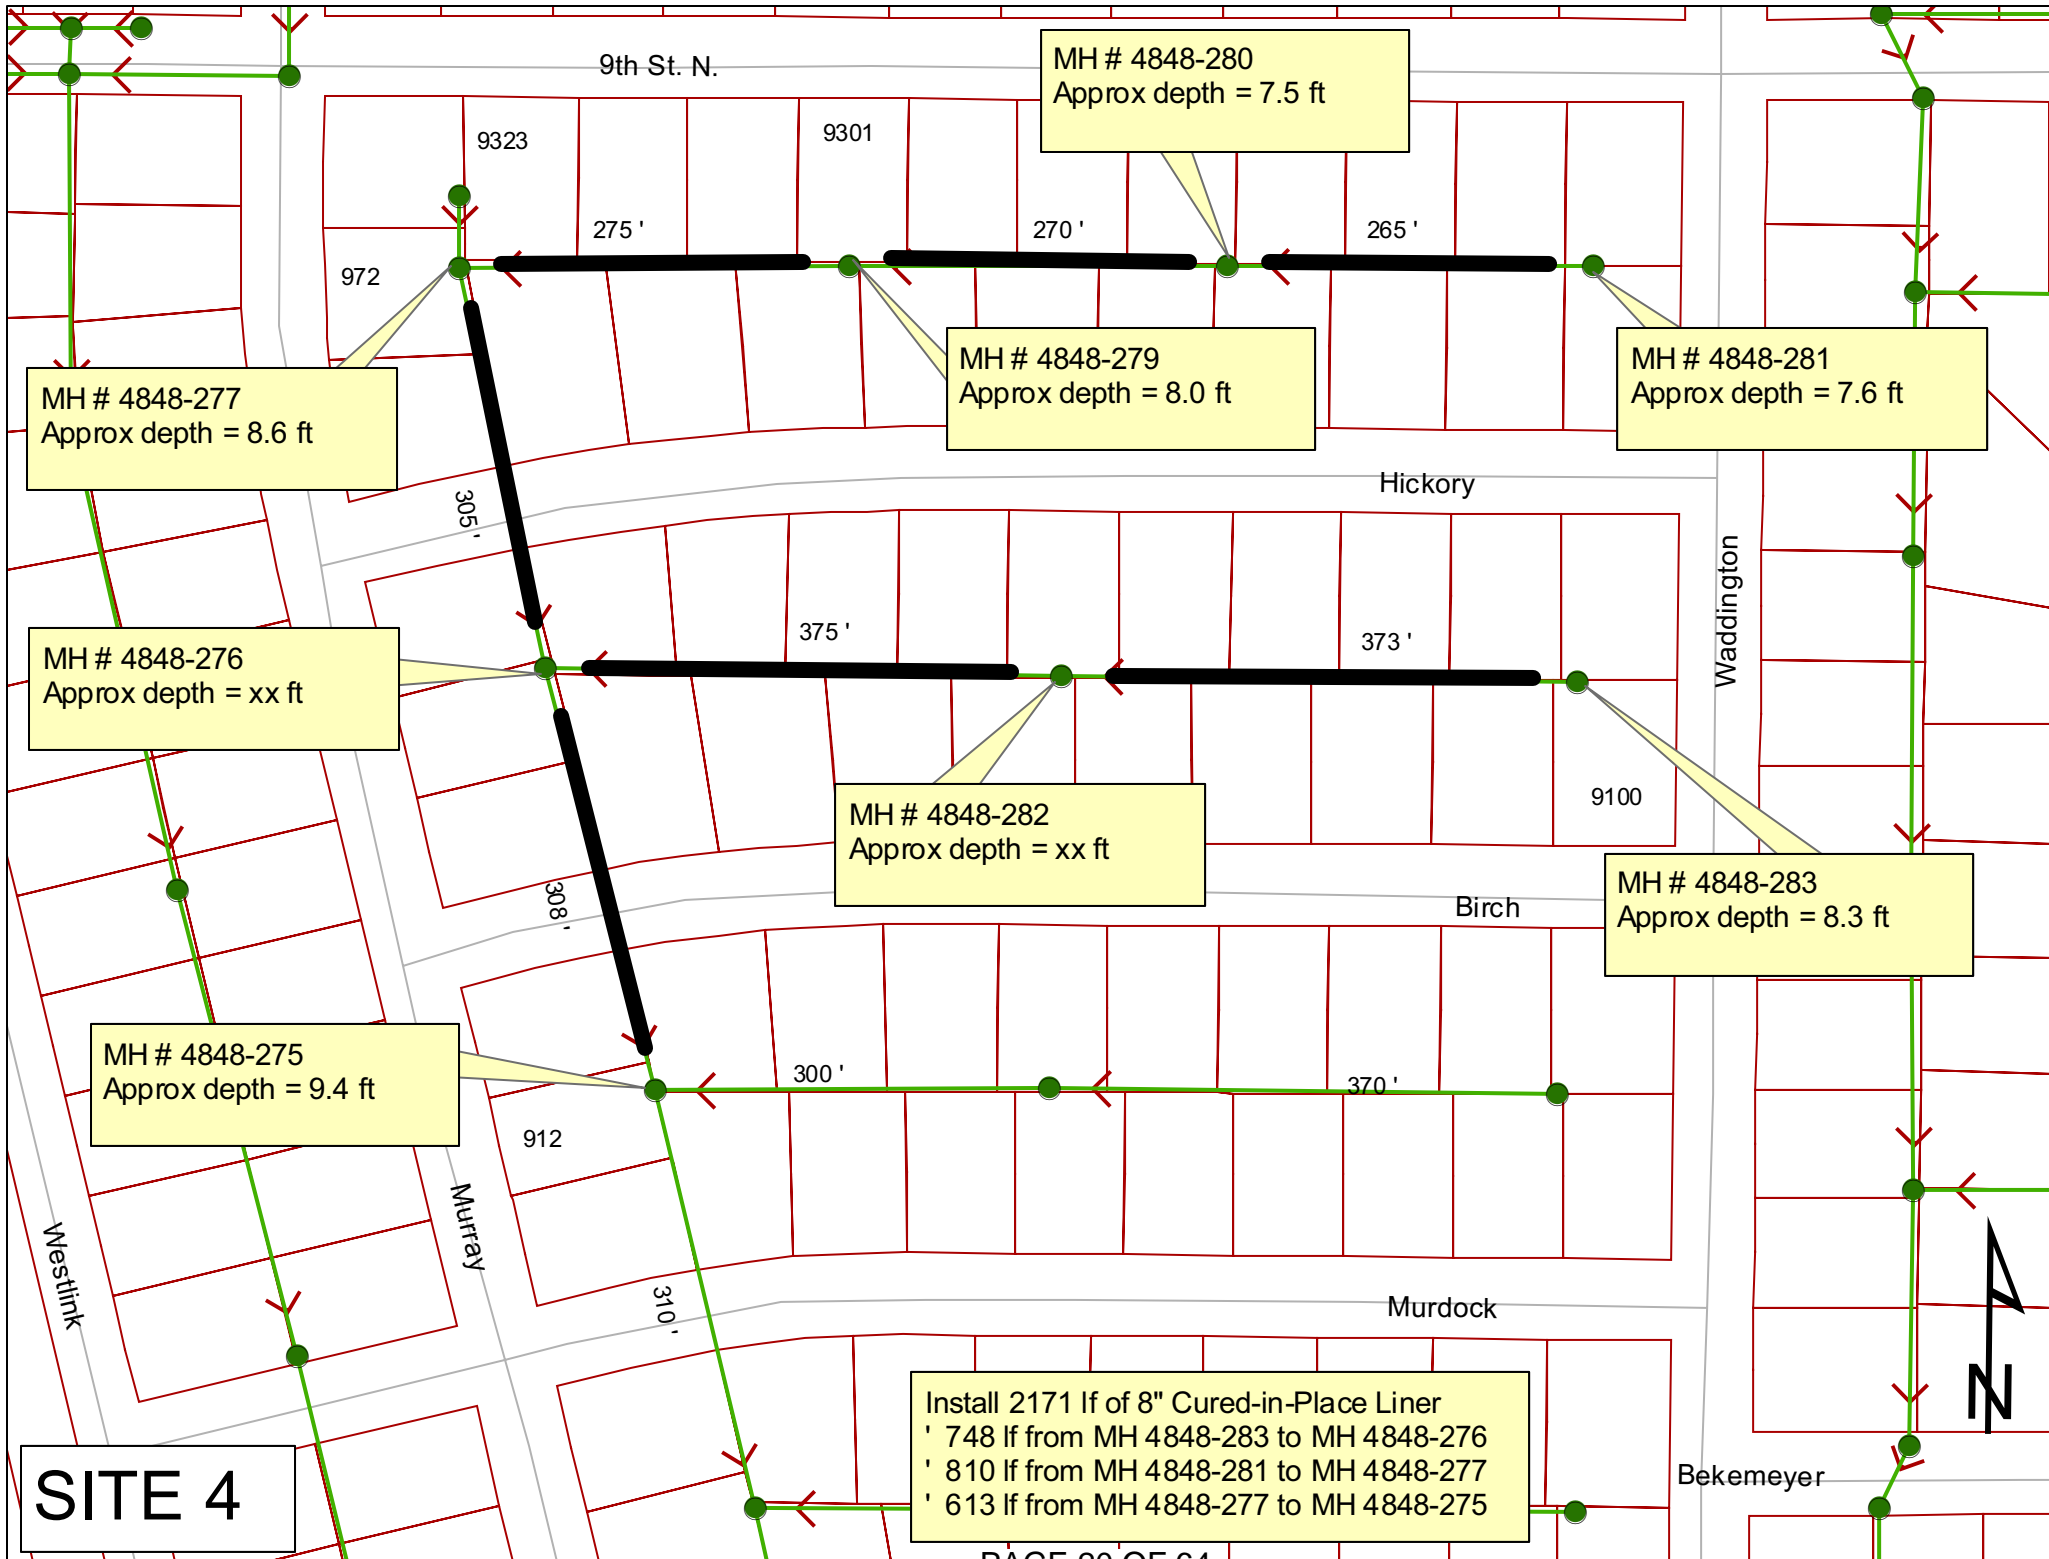 9th St. N.
MH # 4848-280
Approx depth = 7.5 ft
9323
9301
275 '
270 '
265 '
972
MH # 4848-277
Approx depth = 8.6 ft
MH # 4848-279
Approx depth = 8.0 ft
MH # 4848-281
Approx depth = 7.6 ft
305 '
Hickory
Waddington
MH # 4848-276
Approx depth = xx ft
375 '
373 '
MH # 4848-282
Approx depth = xx ft
9100
MH # 4848-283
Approx depth = 8.3 ft
308 '
Birch
MH # 4848-275
Approx depth = 9.4 ft
300 '
370 '
912
Murray
Westlink
310 '
Murdock
N
Install 2171 lf of 8" Cured-in-Place Liner
' 748 lf from MH 4848-283 to MH 4848-276
' 810 lf from MH 4848-281 to MH 4848-277
' 613 lf from MH 4848-277 to MH 4848-275
Bekemeyer
SITE 4